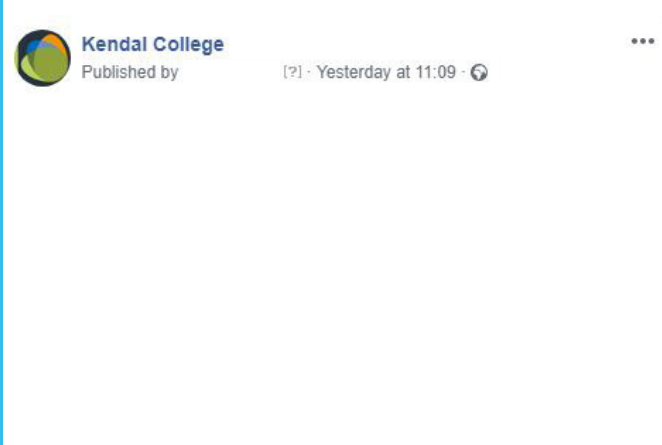 Kendal College
Published by [?] · Yesterday at 11:09 ·